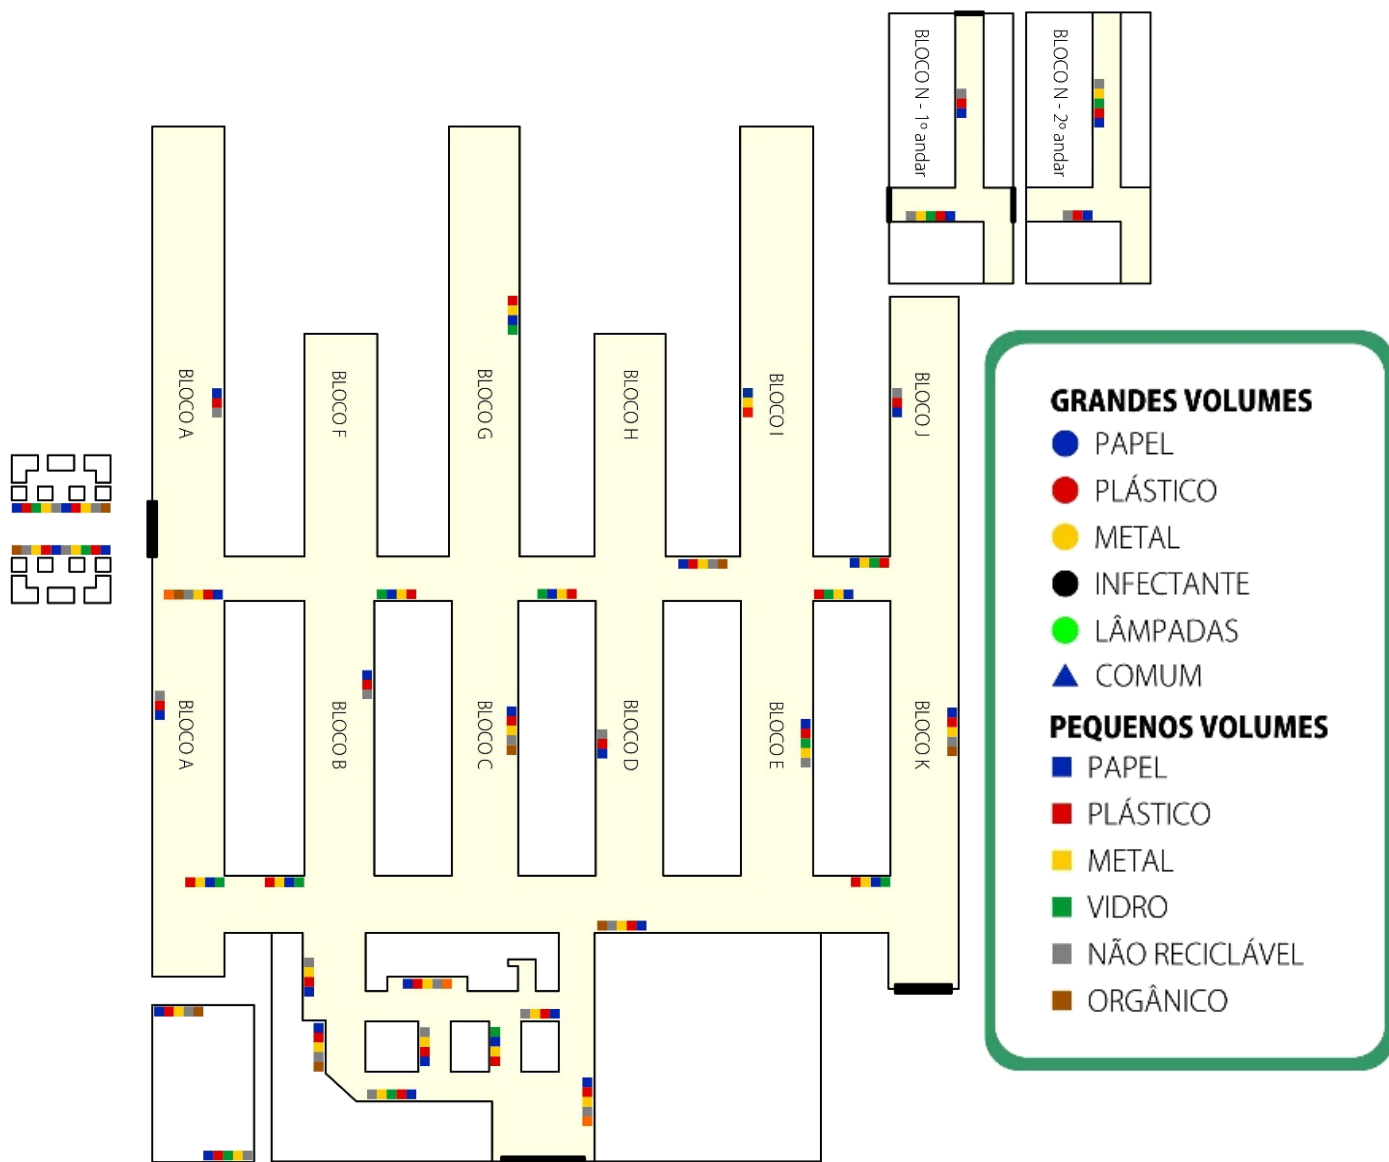 BLOCO N - 1º andar
BLOCO N - 2º andar
BLOCO A
BLOCO F
BLOCO G
BLOCO H
BLOCO I
BLOCO J
BLOCO A
BLOCO B
BLOCO C
BLOCO D
BLOCO E
BLOCO K
GRANDES VOLUMES
PAPEL
PLÁSTICO
METAL
INFECTANTE
LÂMPADAS
COMUM
PEQUENOS VOLUMES
PAPEL
PLÁSTICO
METAL
VIDRO
NÃO RECICLÁVEL
ORGÂNICO